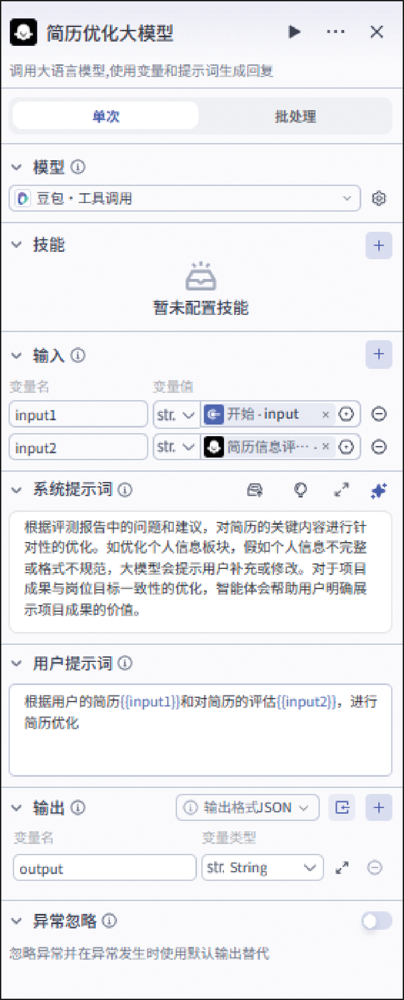 简历优化大模型
调用大语言模型,使用变量和提示词生成回复
单次 批处理
模型
豆包·工具调用
技能
暂未配置技能
输入
变量名 变量值
input1 str. 开始 - input
input2 str. 简历信息评… -
系统提示词
根据评测报告中的问题和建议，对简历的关键内容进行针
对性的优化。如优化个人信息板块，假如个人信息不完整
或格式不规范，大模型会提示用户补充或修改。对于项目
成果与岗位目标一致性的优化，智能体会帮助用户明确展
示项目成果的价值。
用户提示词
根据用户的简历{{input1}}和对简历的评估{{input2}}，进行
简历优化
输出 输出格式JSON
变量名 变量类型
output str. String
异常忽略
忽略异常并在异常发生时使用默认输出替代